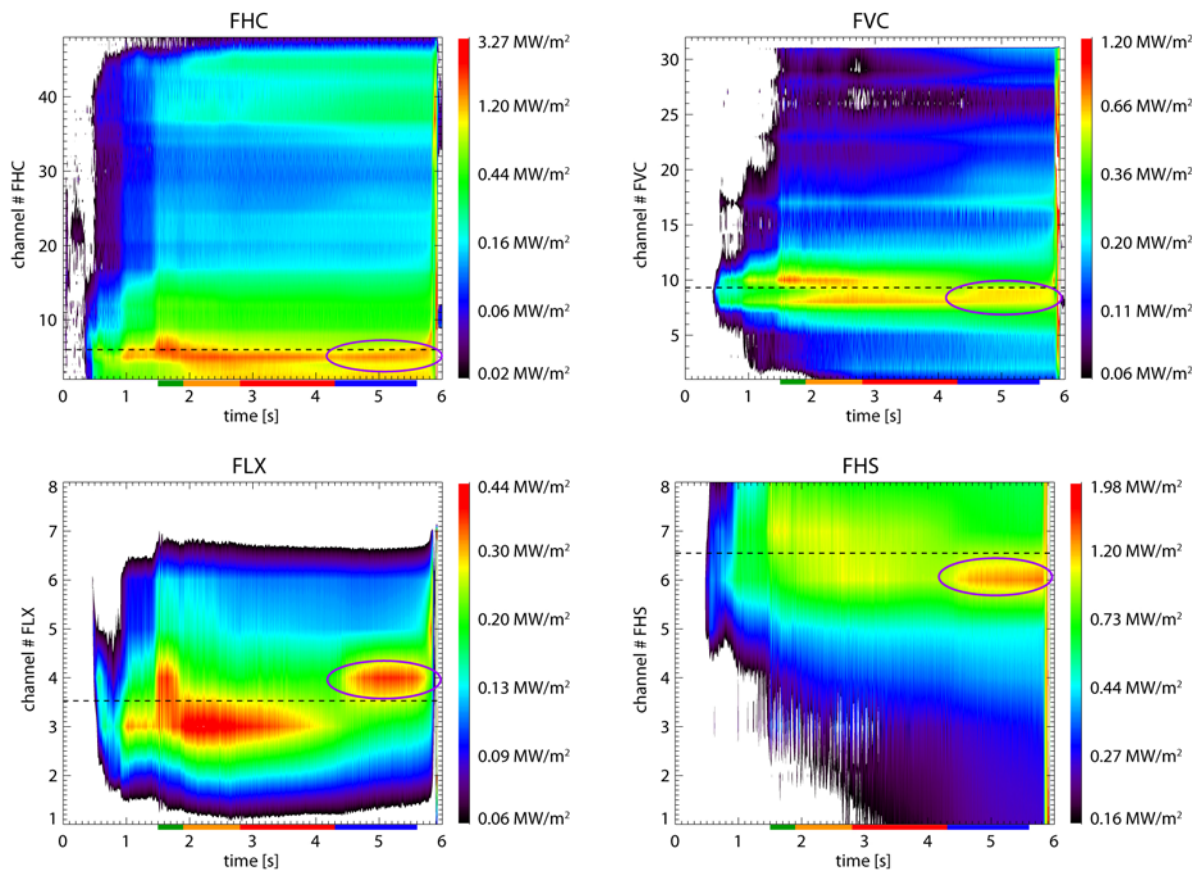 FHC
channel # FHC
40
30
20
10
0 1 2 3 4 5 6
time [s]
3.27 MW/m²
1.20 MW/m²
0.44 MW/m²
0.16 MW/m²
0.06 MW/m²
0.02 MW/m²
FVC
channel # FVC
30
25
20
15
10
5
0 1 2 3 4 5 6
time [s]
1.20 MW/m²
0.66 MW/m²
0.36 MW/m²
0.20 MW/m²
0.11 MW/m²
0.06 MW/m²
FLX
channel # FLX
8
7
6
5
4
3
2
1
0 1 2 3 4 5 6
time [s]
0.44 MW/m²
0.30 MW/m²
0.20 MW/m²
0.13 MW/m²
0.09 MW/m²
0.06 MW/m²
FHS
channel # FHS
8
7
6
5
4
3
2
1
0 1 2 3 4 5 6
time [s]
1.98 MW/m²
1.20 MW/m²
0.73 MW/m²
0.44 MW/m²
0.27 MW/m²
0.16 MW/m²